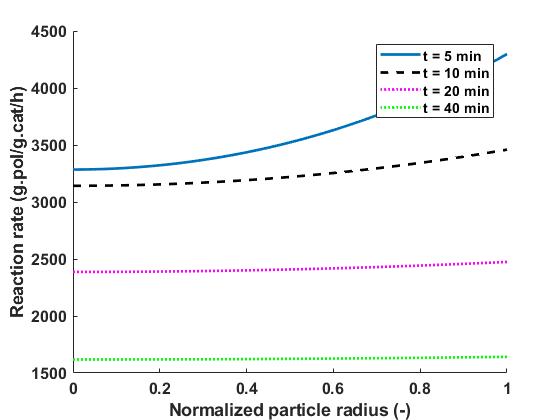 4500
4000
3500
3000
2500
2000
1500
Reaction rate (g.pol/g.cat/h)
t = 5 min
t = 10 min
t = 20 min
t = 40 min
0
0.2
0.4
0.6
0.8
1
Normalized particle radius (-)